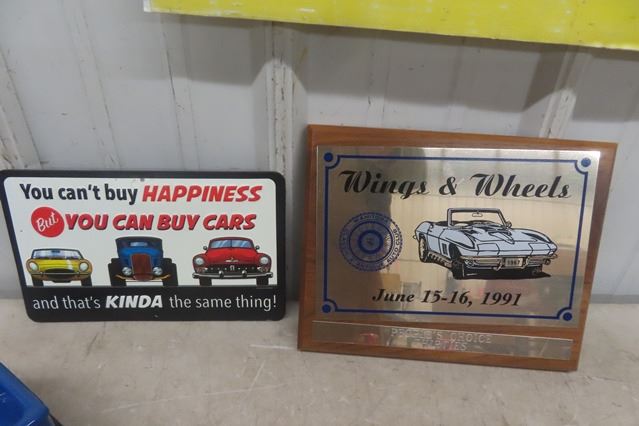 You can't buy HAPPINESS
But YOU CAN BUY CARS
and that's KINDA the same thing!
Wings & Wheels
1967
June 15-16, 1991
PEOPLE'S CHOICE